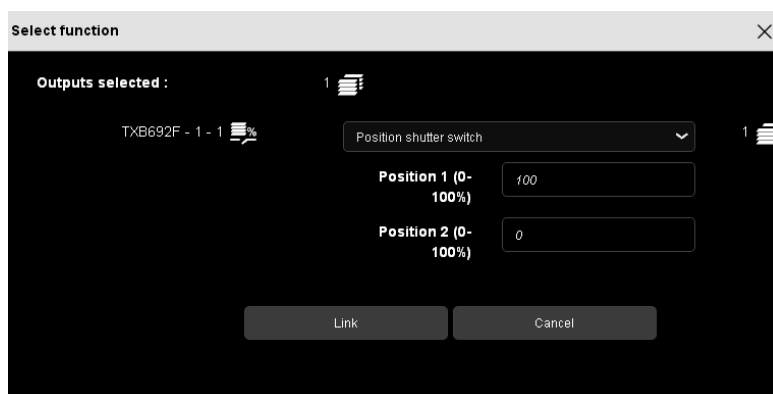 Select function
Outputs selected :
1
TXB692F - 1 - 1
%
Position shutter switch
1
Position 1 (0-
100%)
100
Position 2 (0-
100%)
0
Link
Cancel